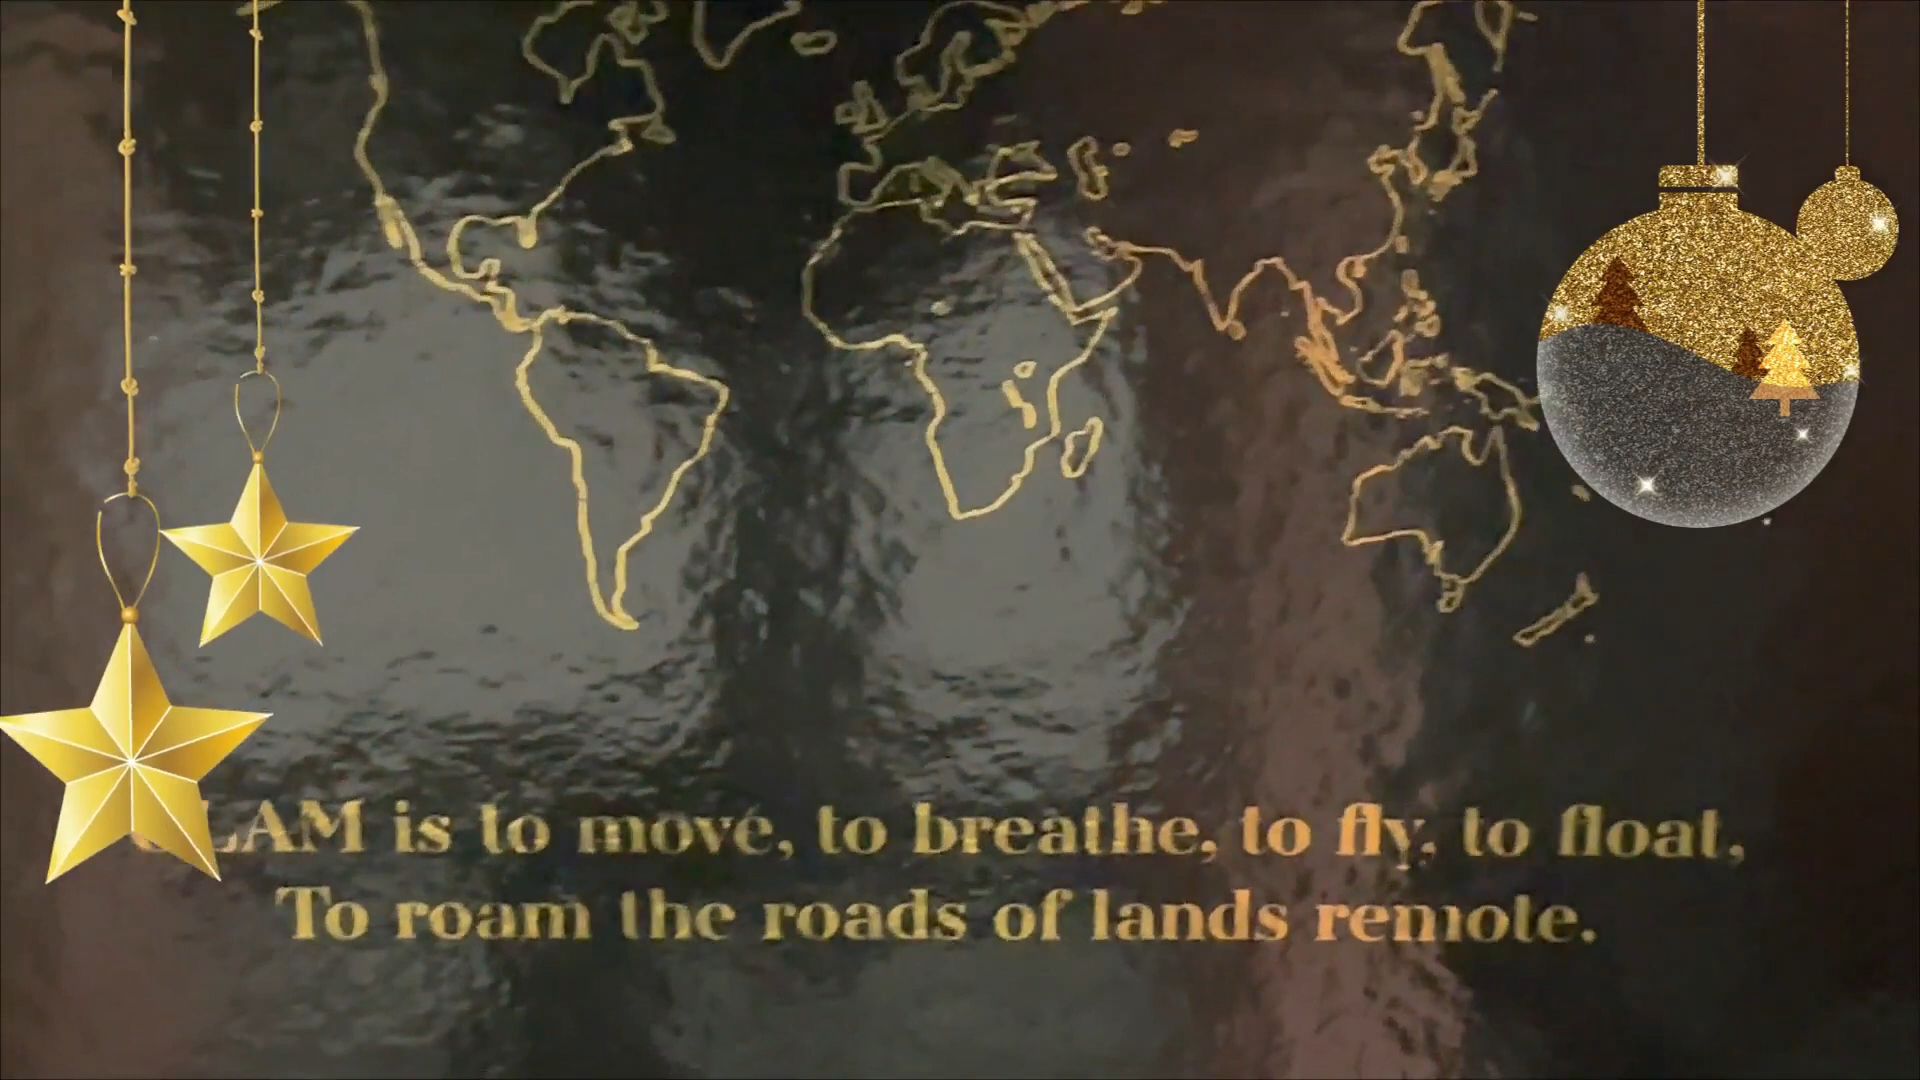 is to move, to breathe, to fly, to float,
To roam the roads of lands remote.